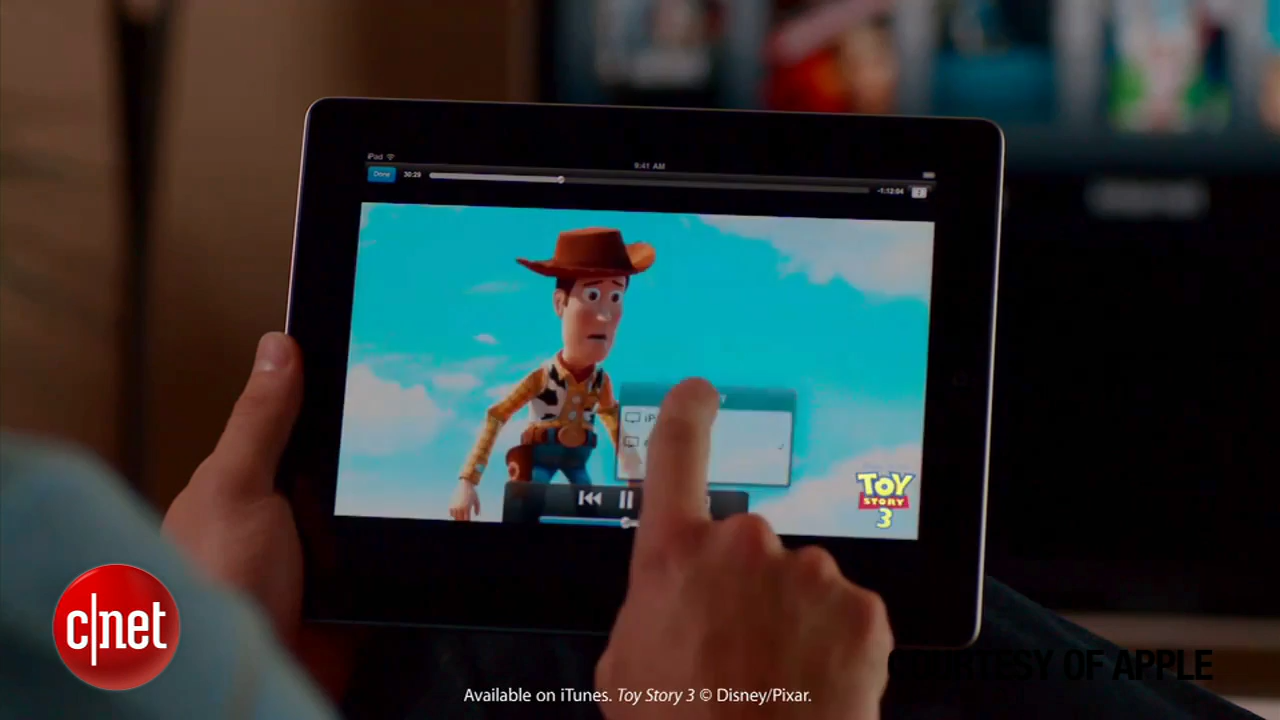 iPad
9:41 AM
Done
30:29
-1:12:04
TOY
STORY
3
c|net
COURTESY OF APPLE
Available on iTunes. Toy Story 3 © Disney/Pixar.